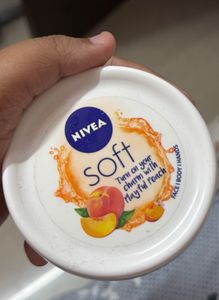 NIVEA
soft
Turn on your
charm with
Playful Peach
FACE | BODY | HANDS